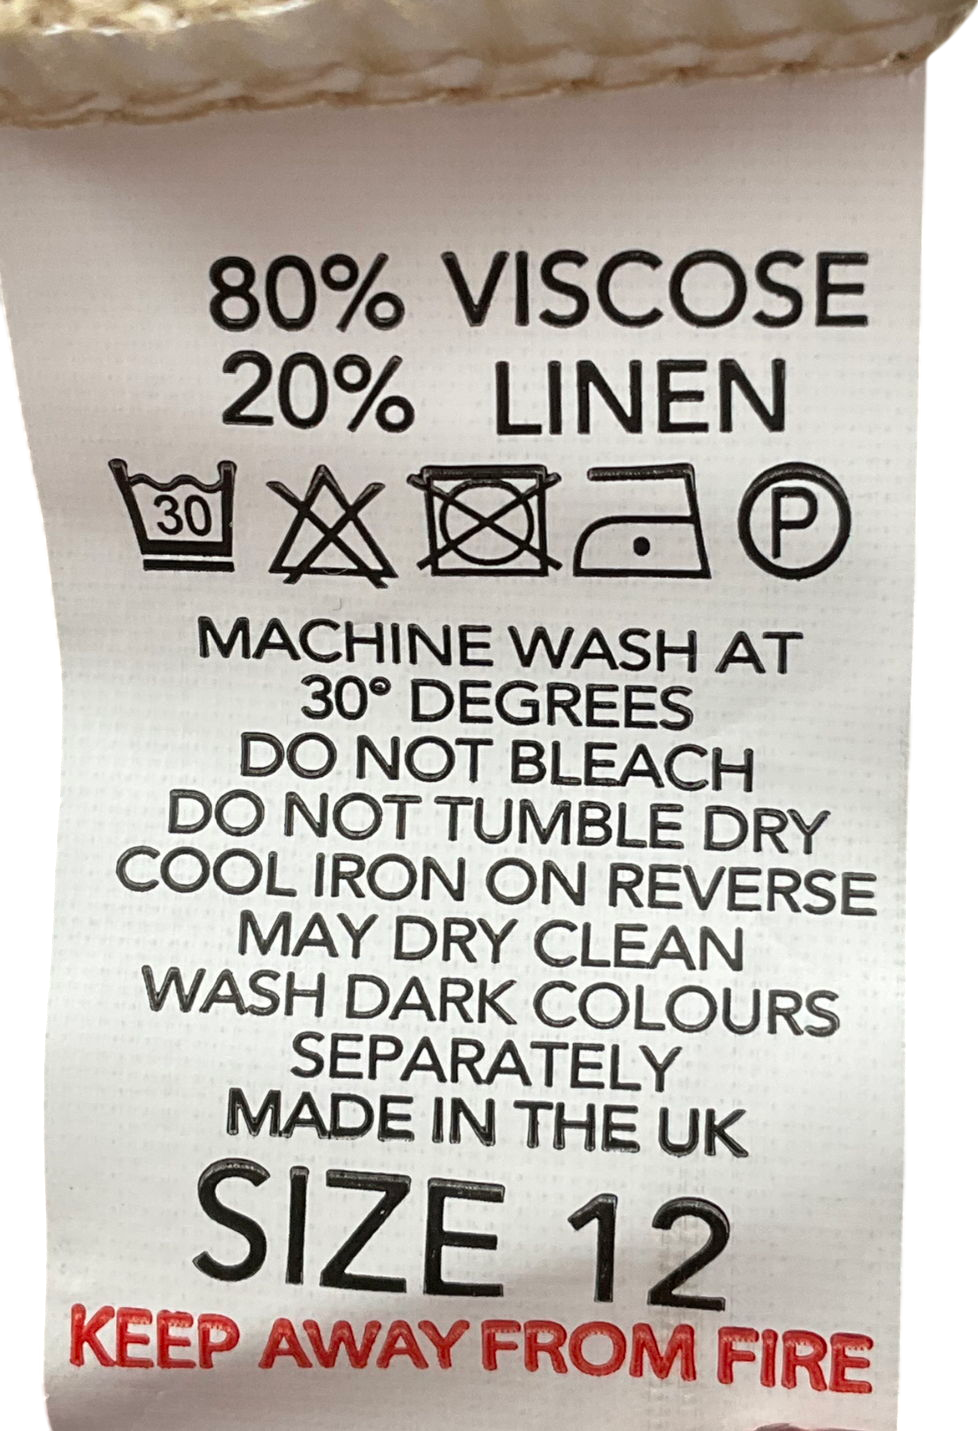 80% VISCOSE
20% LINEN
30 P
MACHINE WASH AT
30° DEGREES
DO NOT BLEACH
DO NOT TUMBLE DRY
COOL IRON ON REVERSE
MAY DRY CLEAN
WASH DARK COLOURS
SEPARATELY
MADE IN THE UK
SIZE 12
KEEP AWAY FROM FIRE